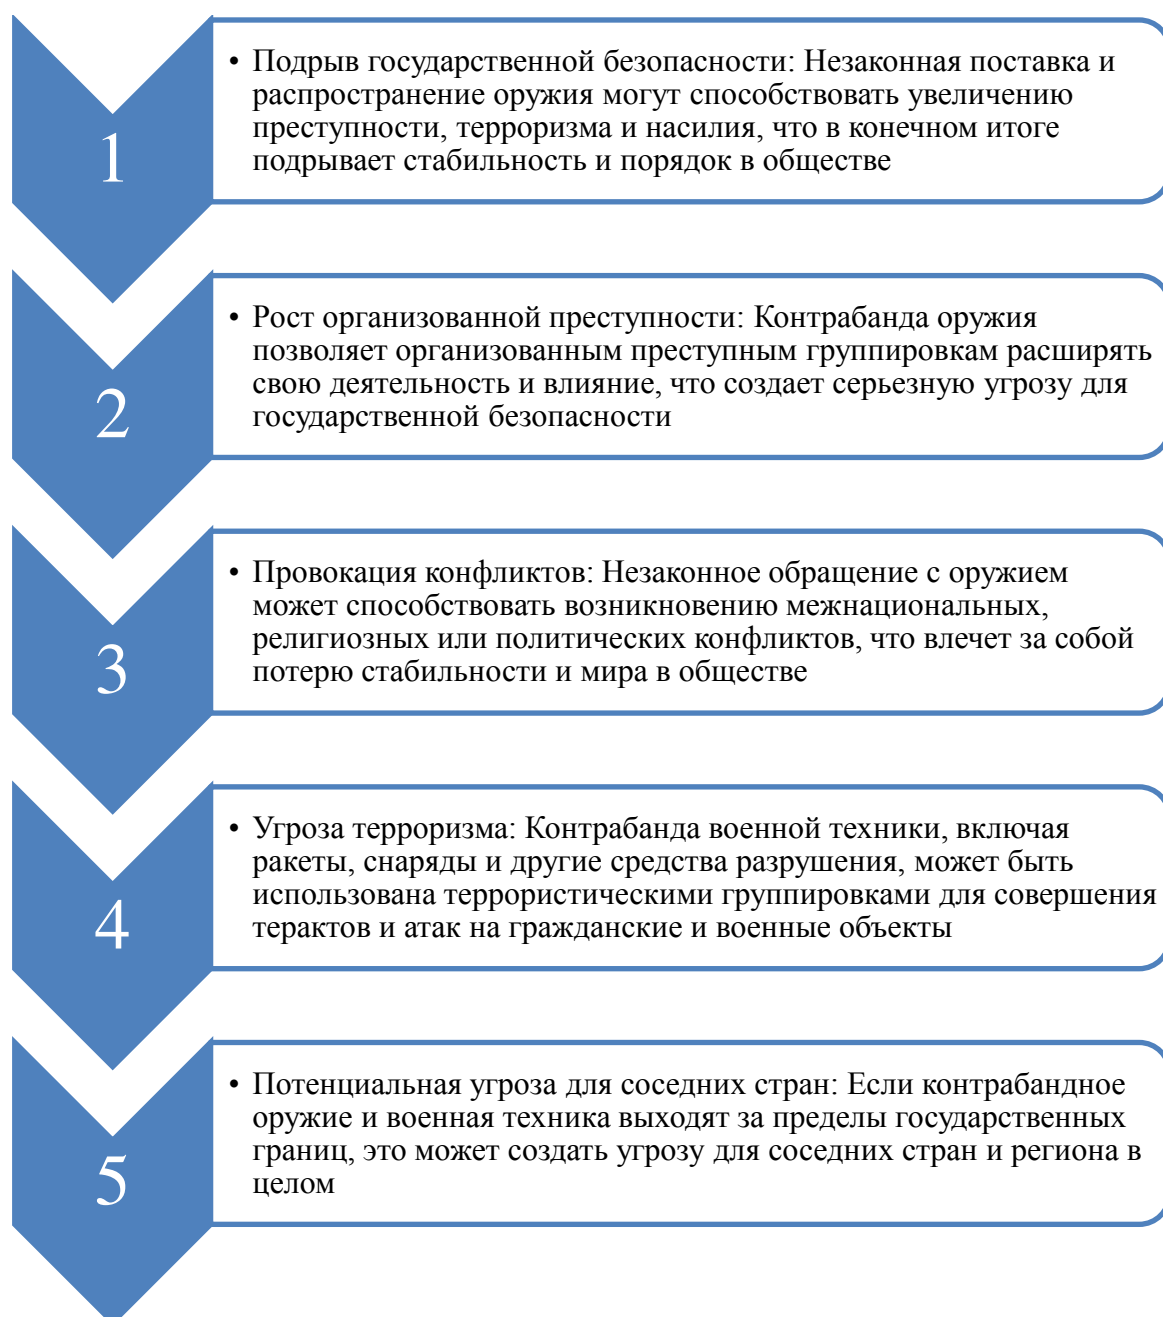 1
• Подрыв государственной безопасности: Незаконная поставка и
распространение оружия могут способствовать увеличению
преступности, терроризма и насилия, что в конечном итоге
подрывает стабильность и порядок в обществе
2
• Рост организованной преступности: Контрабанда оружия
позволяет организованным преступным группировкам расширять
свою деятельность и влияние, что создает серьезную угрозу для
государственной безопасности
3
• Провокация конфликтов: Незаконное обращение с оружием
может способствовать возникновению межнациональных,
религиозных или политических конфликтов, что влечет за собой
потерю стабильности и мира в обществе
4
• Угроза терроризма: Контрабанда военной техники, включая
ракеты, снаряды и другие средства разрушения, может быть
использована террористическими группировками для совершения
терактов и атак на гражданские и военные объекты
5
• Потенциальная угроза для соседних стран: Если контрабандное
оружие и военная техника выходят за пределы государственных
границ, это может создать угрозу для соседних стран и региона в
целом